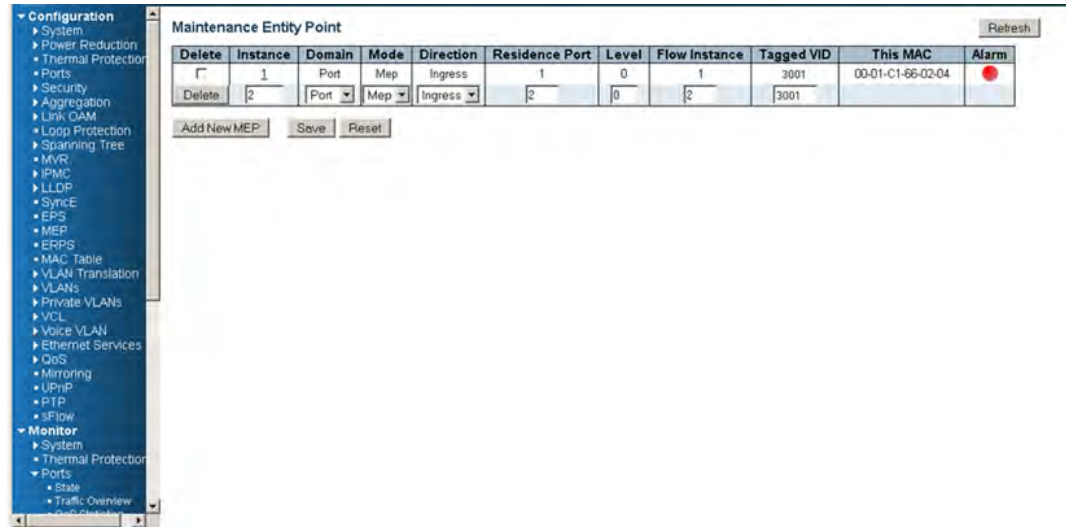 Configuration
System
Power Reduction
Thermal Protection
Ports
Security
Aggregation
Link OAM
Loop Protection
Spanning Tree
MVR
IPMC
LLDP
SyncE
EPS
MEP
ERPS
MAC Table
VLAN Translation
VLANs
Private VLANs
VCL
Voice VLAN
Ethernet Services
QoS
Mirroring
UPnP
PTP
sFlow
Monitor
System
Thermal Protection
Ports
State
Traffic Overview
QoS Statistics
Maintenance Entity Point
Refresh
Delete Instance Domain Mode Direction Residence Port Level Flow Instance Tagged VID This MAC Alarm
1 Port Mep Ingress 1 0 1 3001 00-01-C1-66-02-04
Delete 2 Port Mep Ingress 2 0 2 3001
Add New MEP Save Reset